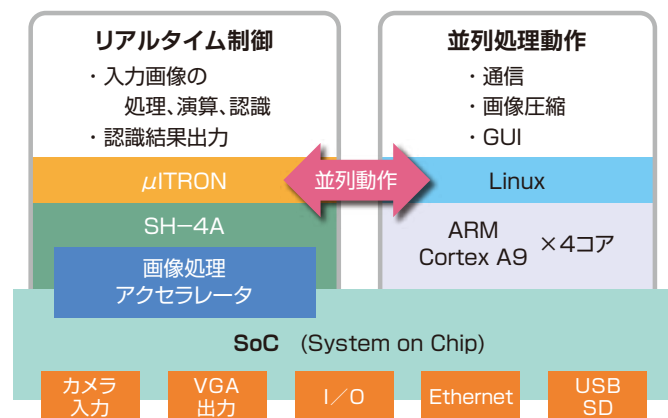 リアルタイム制御
・入力画像の
処理、演算、認識
・認識結果出力
μITRON
SH−4A
画像処理
アクセラレータ
並列動作
並列処理動作
・通信
・画像圧縮
・GUI
Linux
ARM
Cortex A9
×4コア
SoC (System on Chip)
カメラ
入力
VGA
出力
I／O
Ethernet
USB
SD